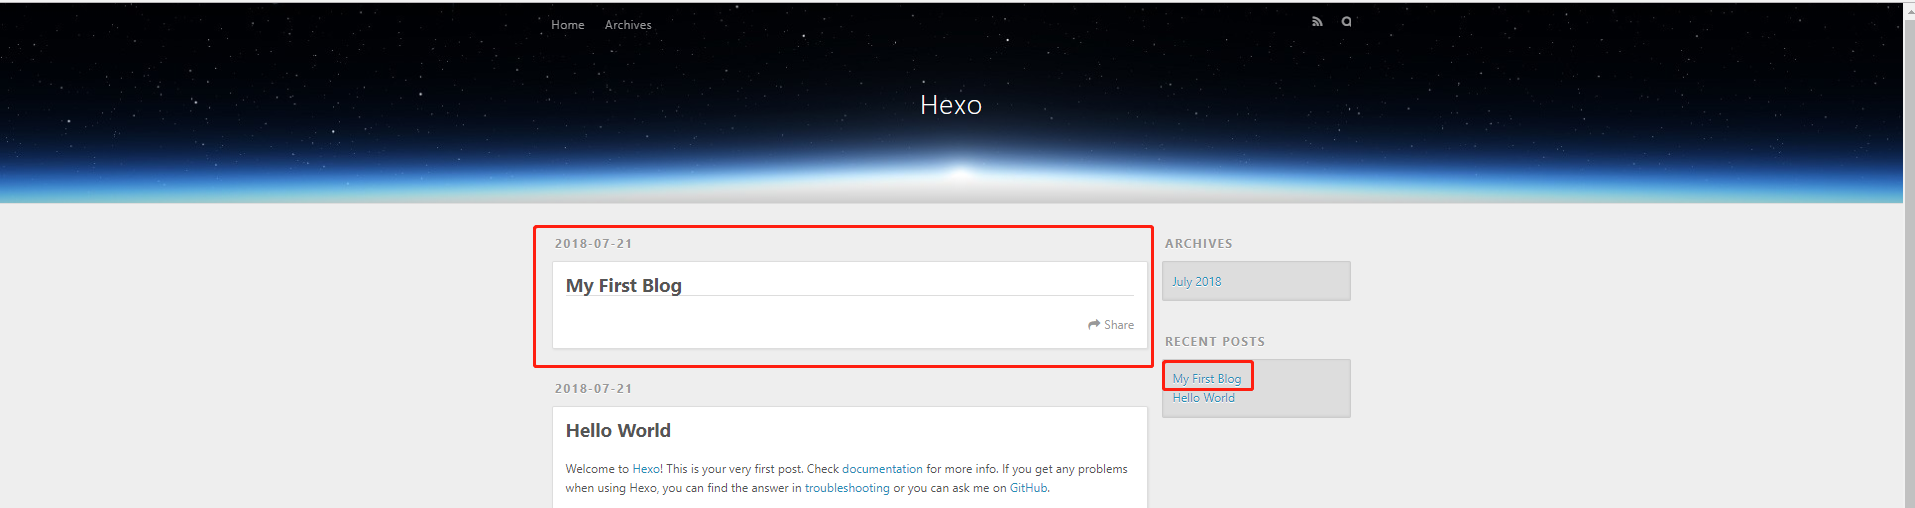 Home Archives
Hexo
2018-07-21
My First Blog
Share
2018-07-21
Hello World
Welcome to Hexo! This is your very first post. Check documentation for more info. If you get any problems
when using Hexo, you can find the answer in troubleshooting or you can ask me on GitHub.
ARCHIVES
July 2018
RECENT POSTS
My First Blog
Hello World